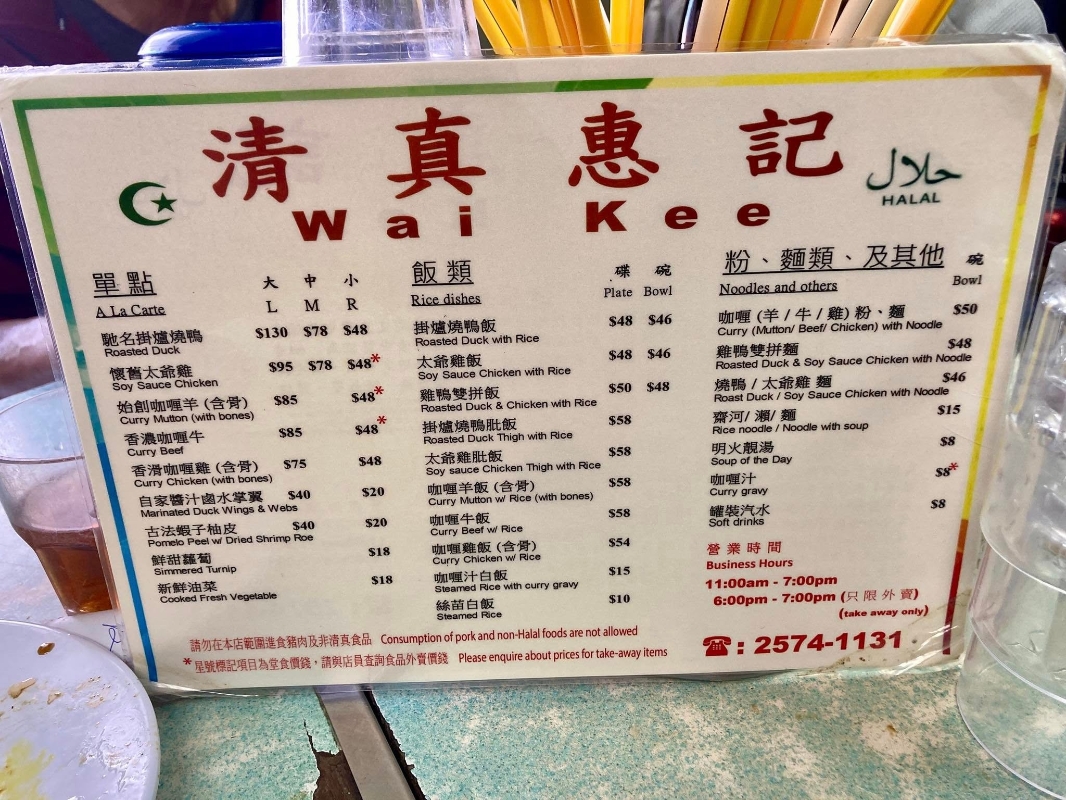 清真惠記
Wai Kee
حلال
HALAL
單點
A La Carte
大 中 小
L M R
馳名掛爐燒鴨
Roasted Duck
$130 $78 $48
懷舊太爺雞
Soy Sauce Chicken
$95 $78 $48*
始創咖喱羊 (含骨)
Curry Mutton (with bones)
$85 $48*
香濃咖喱牛
Curry Beef
$85 $48*
香滑咖喱雞 (含骨)
Curry Chicken (with bones)
$75 $48
自家醬汁鹵水掌翼
Marinated Duck Wings & Webs
$40 $20
古法蝦子柚皮
Pomelo Peel w/ Dried Shrimp Roe
$40 $20
鮮甜蘿蔔
Simmered Turnip
$18
新鮮油菜
Cooked Fresh Vegetable
$18
飯類
Rice dishes
碟 碗
Plate Bowl
掛爐燒鴨飯
Roasted Duck with Rice
$48 $46
太爺雞飯
Soy Sauce Chicken with Rice
$48 $46
雞鴨雙拼飯
Roasted Duck & Chicken with Rice
$50 $48
掛爐燒鴨肶飯
Roasted Duck Thigh with Rice
$58
太爺雞肶飯
Soy sauce Chicken Thigh with Rice
$58
咖喱羊飯 (含骨)
Curry Mutton w/ Rice (with bones)
$58
咖喱牛飯
Curry Beef w/ Rice
$58
咖喱雞飯 (含骨)
Curry Chicken w/ Rice
$54
咖喱汁白飯
Steamed Rice with curry gravy
$15
絲苗白飯
Steamed Rice
$10
粉、麵類、及其他
Noodles and others
碗
Bowl
咖喱 (羊 / 牛 / 雞) 粉、麵
Curry (Mutton/ Beef/ Chicken) with Noodle
$50
雞鴨雙拼麵
Roasted Duck & Soy Sauce Chicken with Noodle
$48
燒鴨 / 太爺雞 麵
Roast Duck / Soy Sauce Chicken with Noodle
$46
齋河/ 瀨/ 麵
Rice noodle / Noodle with soup
$15
明火靚湯
Soup of the Day
$8
咖喱汁
Curry gravy
$8*
罐裝汽水
Soft drinks
$8
營業時間
Business Hours
11:00am - 7:00pm
6:00pm - 7:00pm (只限外賣)
(take away only)
☎: 2574-1131
請勿在本店範圍進食豬肉及非清真食品 Consumption of pork and non-Halal foods are not allowed
*星號標記項目為堂食價錢，請與店員查詢食品外賣價錢 Please enquire about prices for take-away items